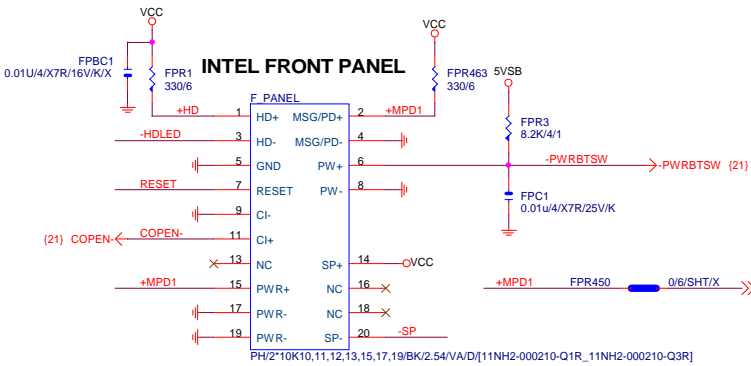 VCC
VCC
FPBC1
0.01U/4/X7R/16V/K/X
FPR1
330/6
INTEL FRONT PANEL
FPR463
330/6
5VSB
FPR3
8.2K/4/1
F_PANEL
+HD 1 HD+ MSG/PD+ 2 +MPD1
-HDLED 3 HD- MSG/PD- 4
5 GND PW+ 6 -PWRBTSW -PWRBTSW {21}
RESET 7 RESET PW- 8
FPC1
0.01u/4/X7R/25V/K
9 CI-
{21} COPEN- COPEN- 11 CI+
13 NC SP+ 14 VCC
+MPD1 15 PWR+ NC 16
+MPD1 FPR450 0/6/SHT/X
17 PWR- NC 18
19 PWR- SP- 20 -SP
PH/2*10K10,11,12,13,15,17,19/BK/2.54/VA/D/[11NH2-000210-Q1R_11NH2-000210-Q3R]